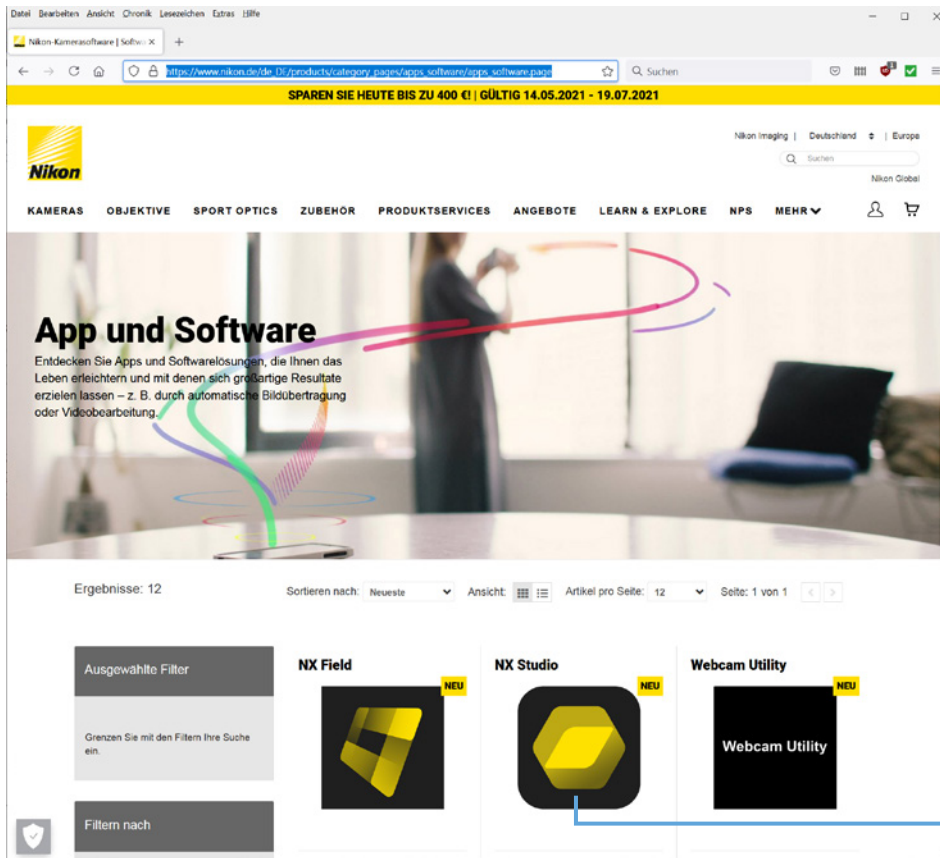 Datei Bearbeiten Ansicht Chronik Lesezeichen Extras Hilfe
Nikon-Kamerasoftware | Softwa
https://www.nikon.de/de_DE/products/category_pages/apps_software/apps_software.page
Suchen
SPAREN SIE HEUTE BIS ZU 400 €! | GÜLTIG 14.05.2021 - 19.07.2021
Nikon Imaging | Deutschland | Europe
Nikon
Suchen
Nikon Global
KAMERAS OBJEKTIVE SPORT OPTICS ZUBEHÖR PRODUKTSERVICES ANGEBOTE LEARN & EXPLORE NPS MEHR
App und Software
Entdecken Sie Apps und Softwarelösungen, die Ihnen das
Leben erleichtern und mit denen sich großartige Resultate
erzielen lassen – z. B. durch automatische Bildübertragung
oder Videobearbeitung.
Ergebnisse: 12
Sortieren nach: Neueste Ansicht: Artikel pro Seite: 12 Seite: 1 von 1
Ausgewählte Filter
Grenzen Sie mit den Filtern Ihre Suche
ein.
Filtern nach
NX Field
NEU
NX Studio
NEU
Webcam Utility
NEU
Webcam Utility